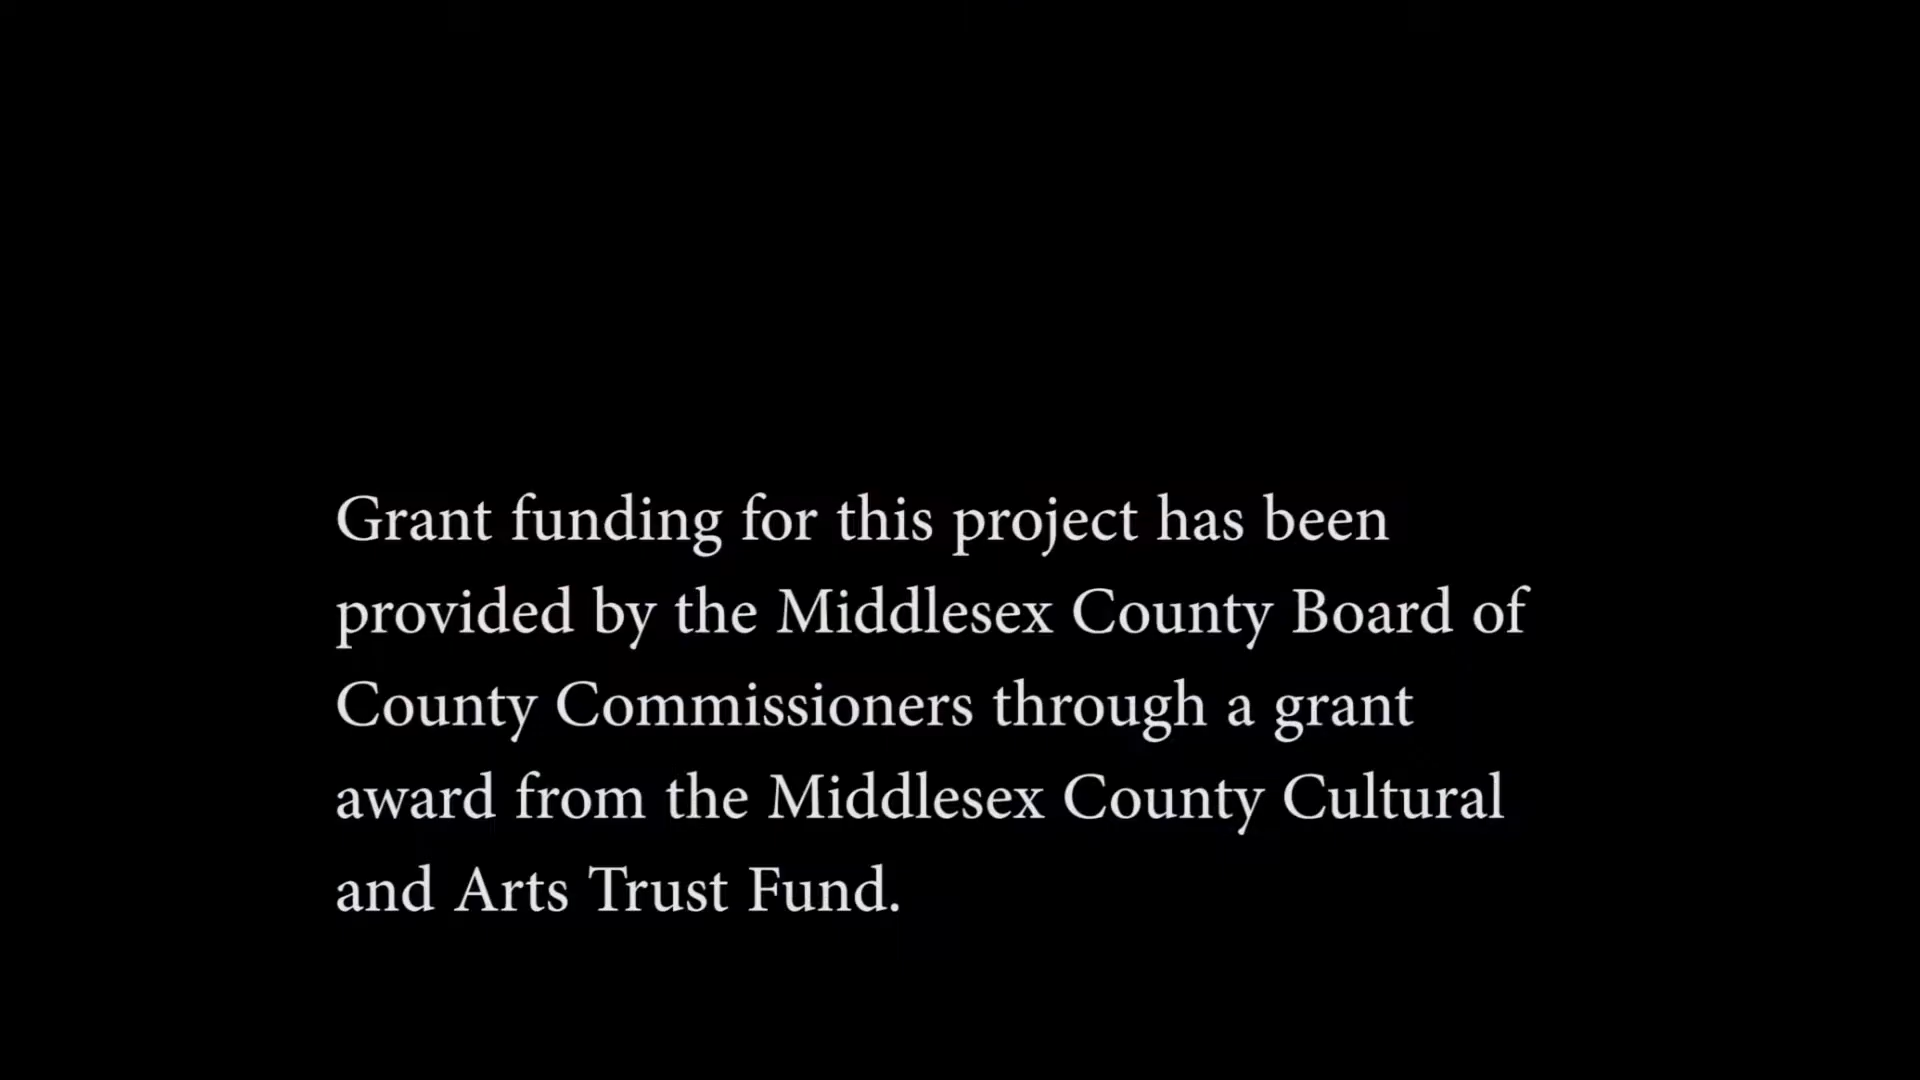 Grant funding for this project has been
provided by the Middlesex County Board of
County Commissioners through a grant
award from the Middlesex County Cultural
and Arts Trust Fund.